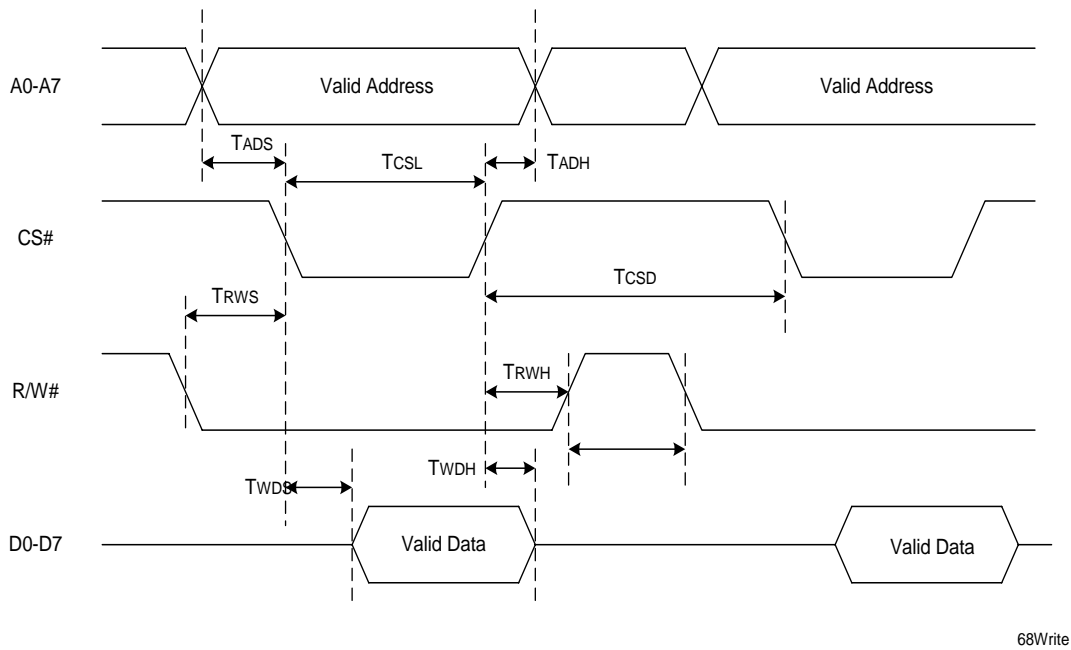 A0-A7
Valid Address
Valid Address
TADS
TCSL
TADH
CS#
TCSD
TRWS
R/W#
TRWH
TWDH
TWDS
D0-D7
Valid Data
Valid Data
68Write